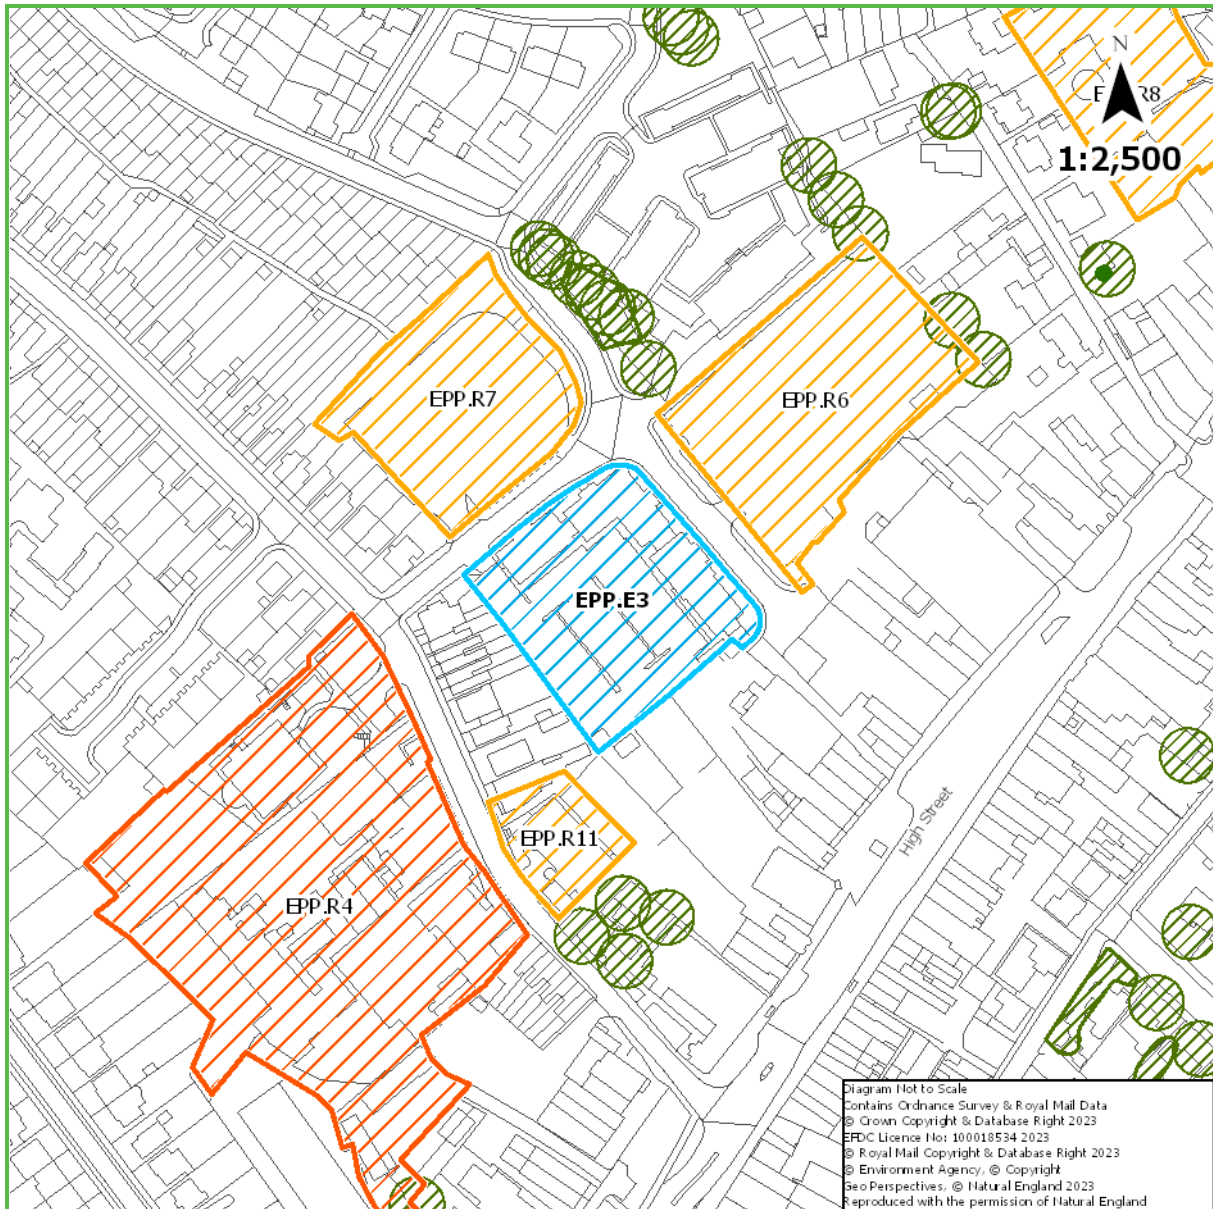 N
1:2,500
EPP.R7
EPP.R6
EPP.E3
EPP.R11
EPP.R4
High Street
Diagram Not to Scale
Contains Ordnance Survey & Royal Mail Data
© Crown Copyright & Database Right 2023
EFDC Licence No: 100018534 2023
© Royal Mail Copyright & Database Right 2023
© Environment Agency, © Copyright
Geo Perspectives, © Natural England 2023
Reproduced with the permission of Natural England